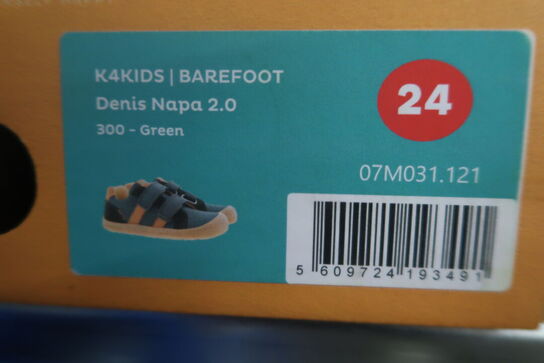 K4KIDS | BAREFOOT
Denis Napa 2.0
300 - Green
24
07M031.121
5 609724 193491